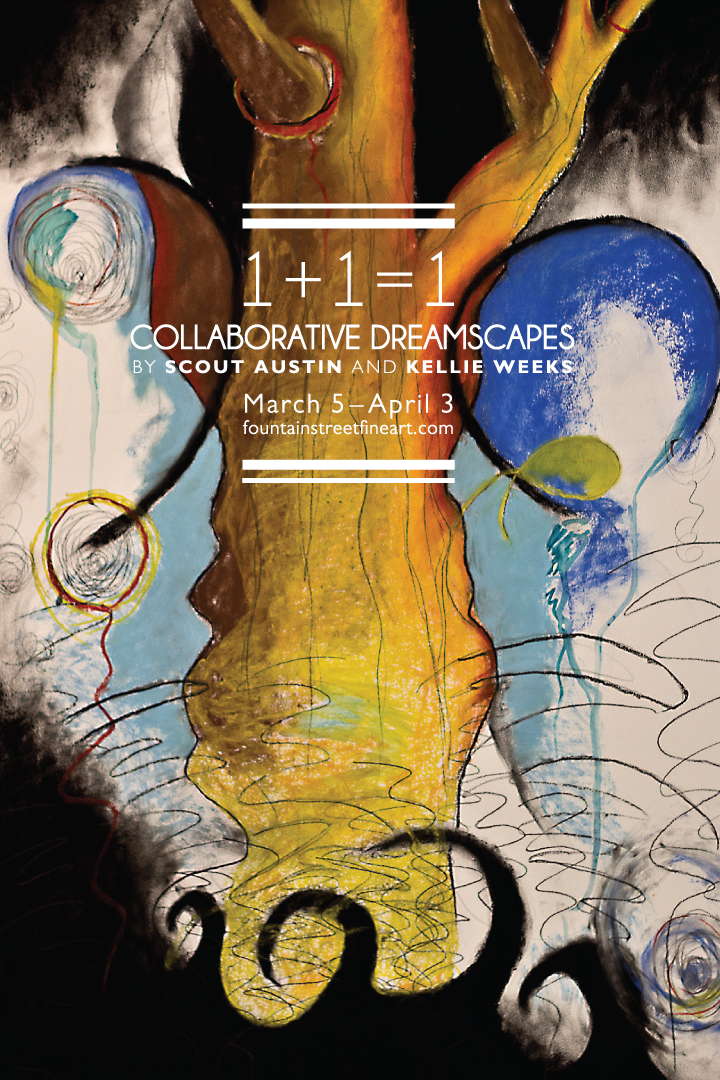 1+1=1
COLLABORATIVE DREAMSCAPES
BY SCOUT AUSTIN AND KELLIE WEEKS
March 5–April 3
fountainstreetfineart.com